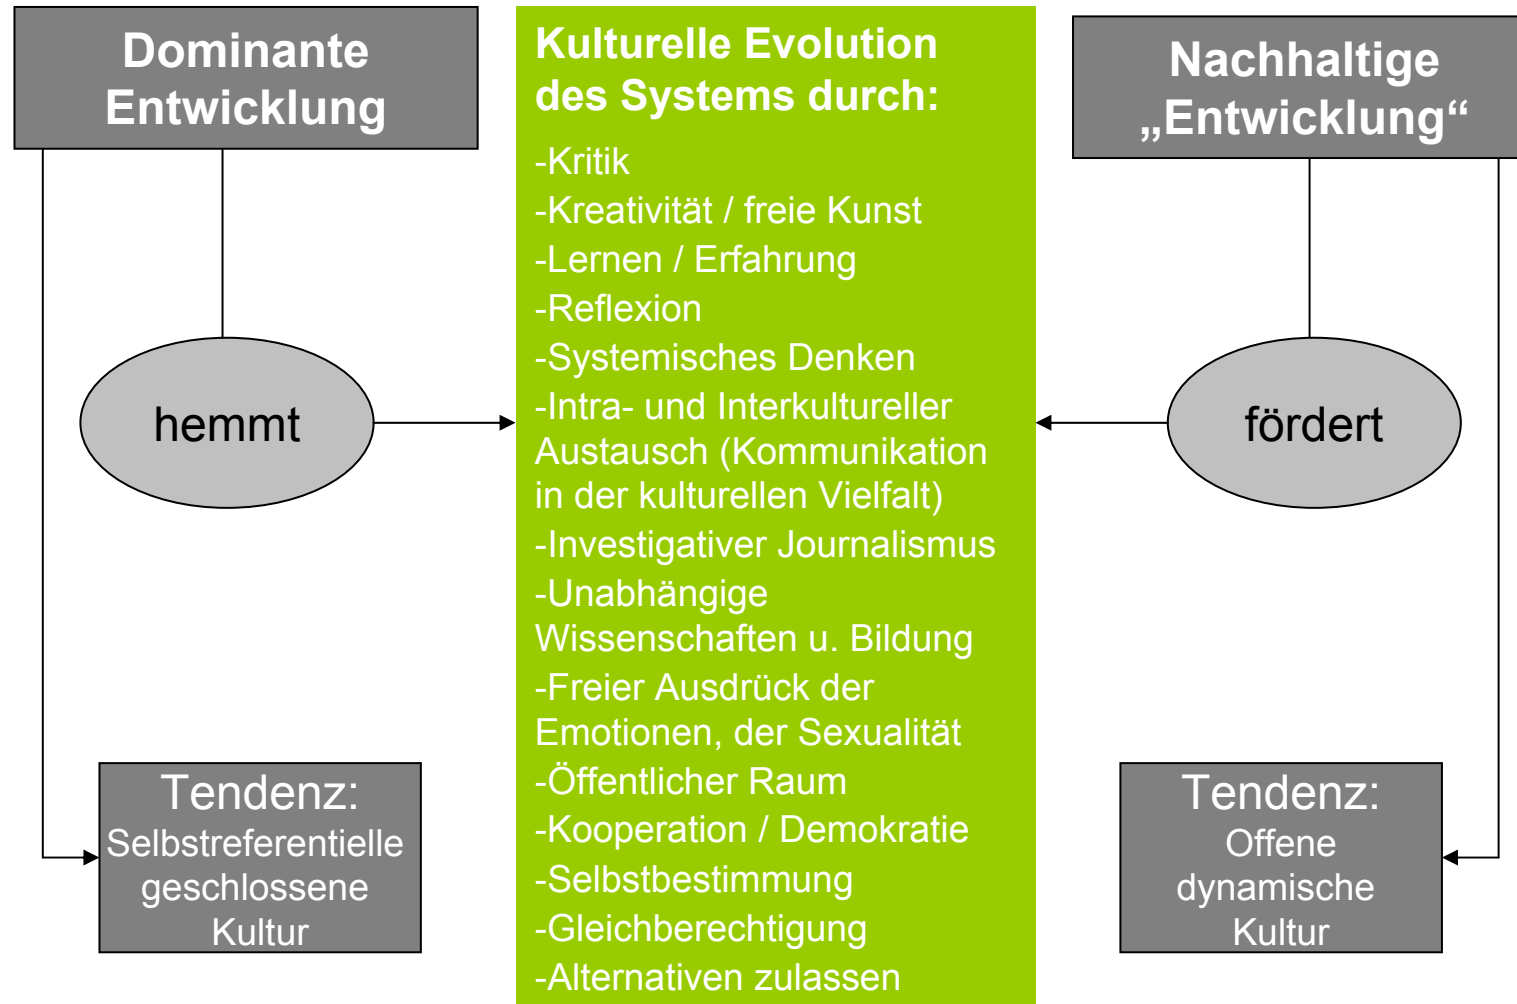 Dominante
Entwicklung
hemmt
Tendenz:
Selbstreferentielle
geschlossene
Kultur
Kulturelle Evolution
des Systems durch:
-Kritik
-Kreativität / freie Kunst
-Lernen / Erfahrung
-Reflexion
-Systemisches Denken
-Intra- und Interkultureller
Austausch (Kommunikation
in der kulturellen Vielfalt)
-Investigativer Journalismus
-Unabhängige
Wissenschaften u. Bildung
-Freier Ausdrück der
Emotionen, der Sexualität
-Öffentlicher Raum
-Kooperation / Demokratie
-Selbstbestimmung
-Gleichberechtigung
-Alternativen zulassen
Nachhaltige
„Entwicklung“
fördert
Tendenz:
Offene
dynamische
Kultur